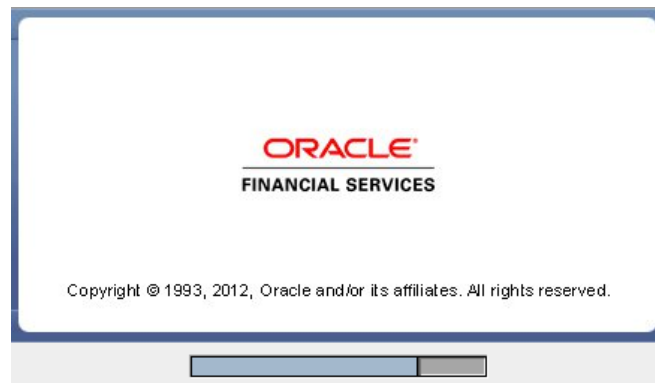 ORACLE®
FINANCIAL SERVICES
Copyright © 1993, 2012, Oracle and/or its affiliates. All rights reserved.